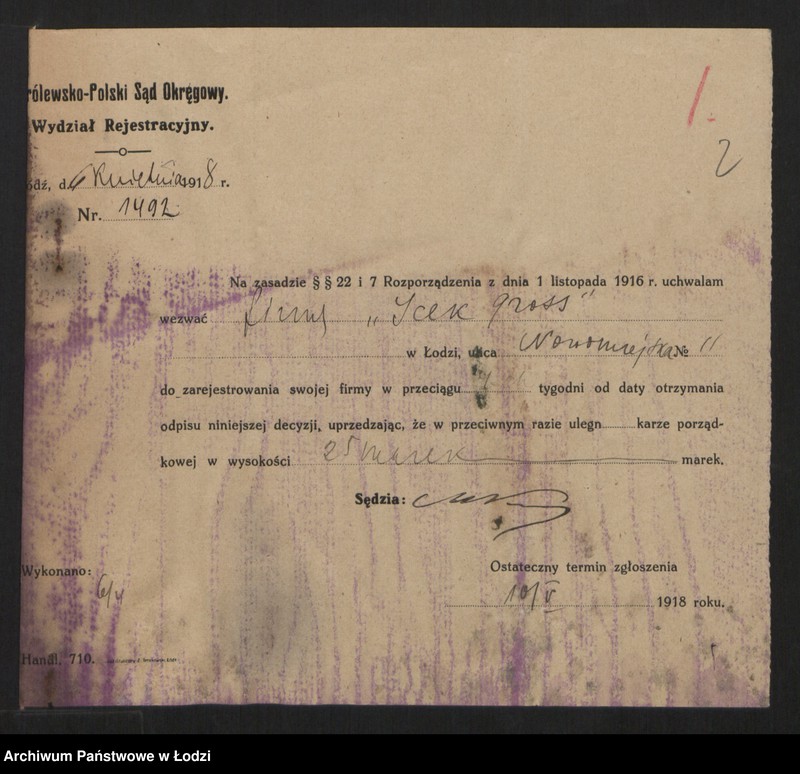 rólewsko-Polski Sąd Okręgowy.
Wydział Rejestracyjny.
ódź, d. 6 Kwietnia 1918 r.
Nr. 1492
1.
2
Na zasadzie § § 22 i 7 Rozporządzenia z dnia 1 listopada 1916 r. uchwalam
wezwać firmę „Icek Gross”
w Łodzi, ulica Nowomiejska № 11
do zarejestrowania swojej firmy w przeciągu tygodni od daty otrzymania
odpisu niniejszej decyzji, uprzedzając, że w przeciwnym razie ulegn karze porząd-
kowej w wysokości 25 marek marek.
Sędzia:
Wykonano:
6/4
Ostateczny termin zgłoszenia
10/V 1918 roku.
Handl. 710.
Archiwum Państwowe w Łodzi